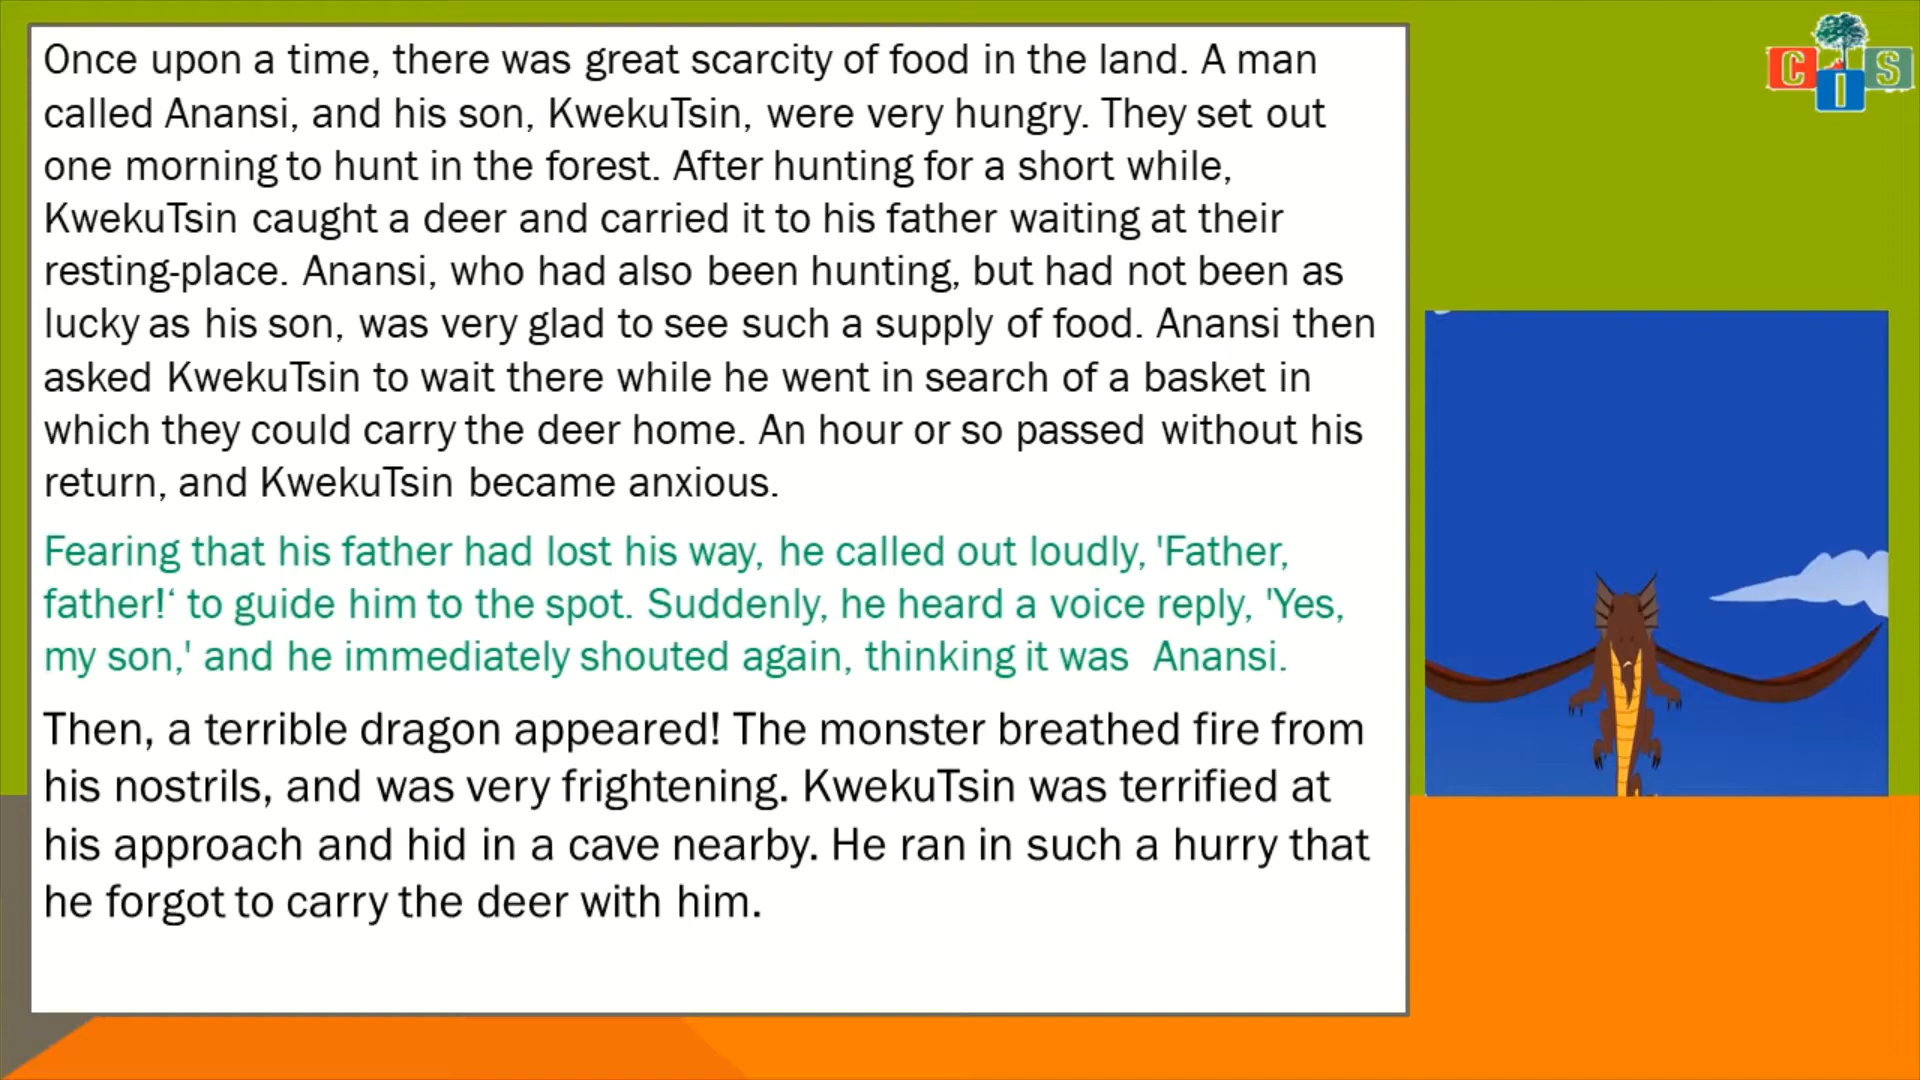 Once upon a time, there was great scarcity of food in the land. A man
called Anansi, and his son, KwekuTsin, were very hungry. They set out
one morning to hunt in the forest. After hunting for a short while,
KwekuTsin caught a deer and carried it to his father waiting at their
resting-place. Anansi, who had also been hunting, but had not been as
lucky as his son, was very glad to see such a supply of food. Anansi then
asked KwekuTsin to wait there while he went in search of a basket in
which they could carry the deer home. An hour or so passed without his
return, and KwekuTsin became anxious.
Fearing that his father had lost his way, he called out loudly, 'Father,
father!‘ to guide him to the spot. Suddenly, he heard a voice reply, 'Yes,
my son,' and he immediately shouted again, thinking it was Anansi.
Then, a terrible dragon appeared! The monster breathed fire from
his nostrils, and was very frightening. KwekuTsin was terrified at
his approach and hid in a cave nearby. He ran in such a hurry that
he forgot to carry the deer with him.
C I S